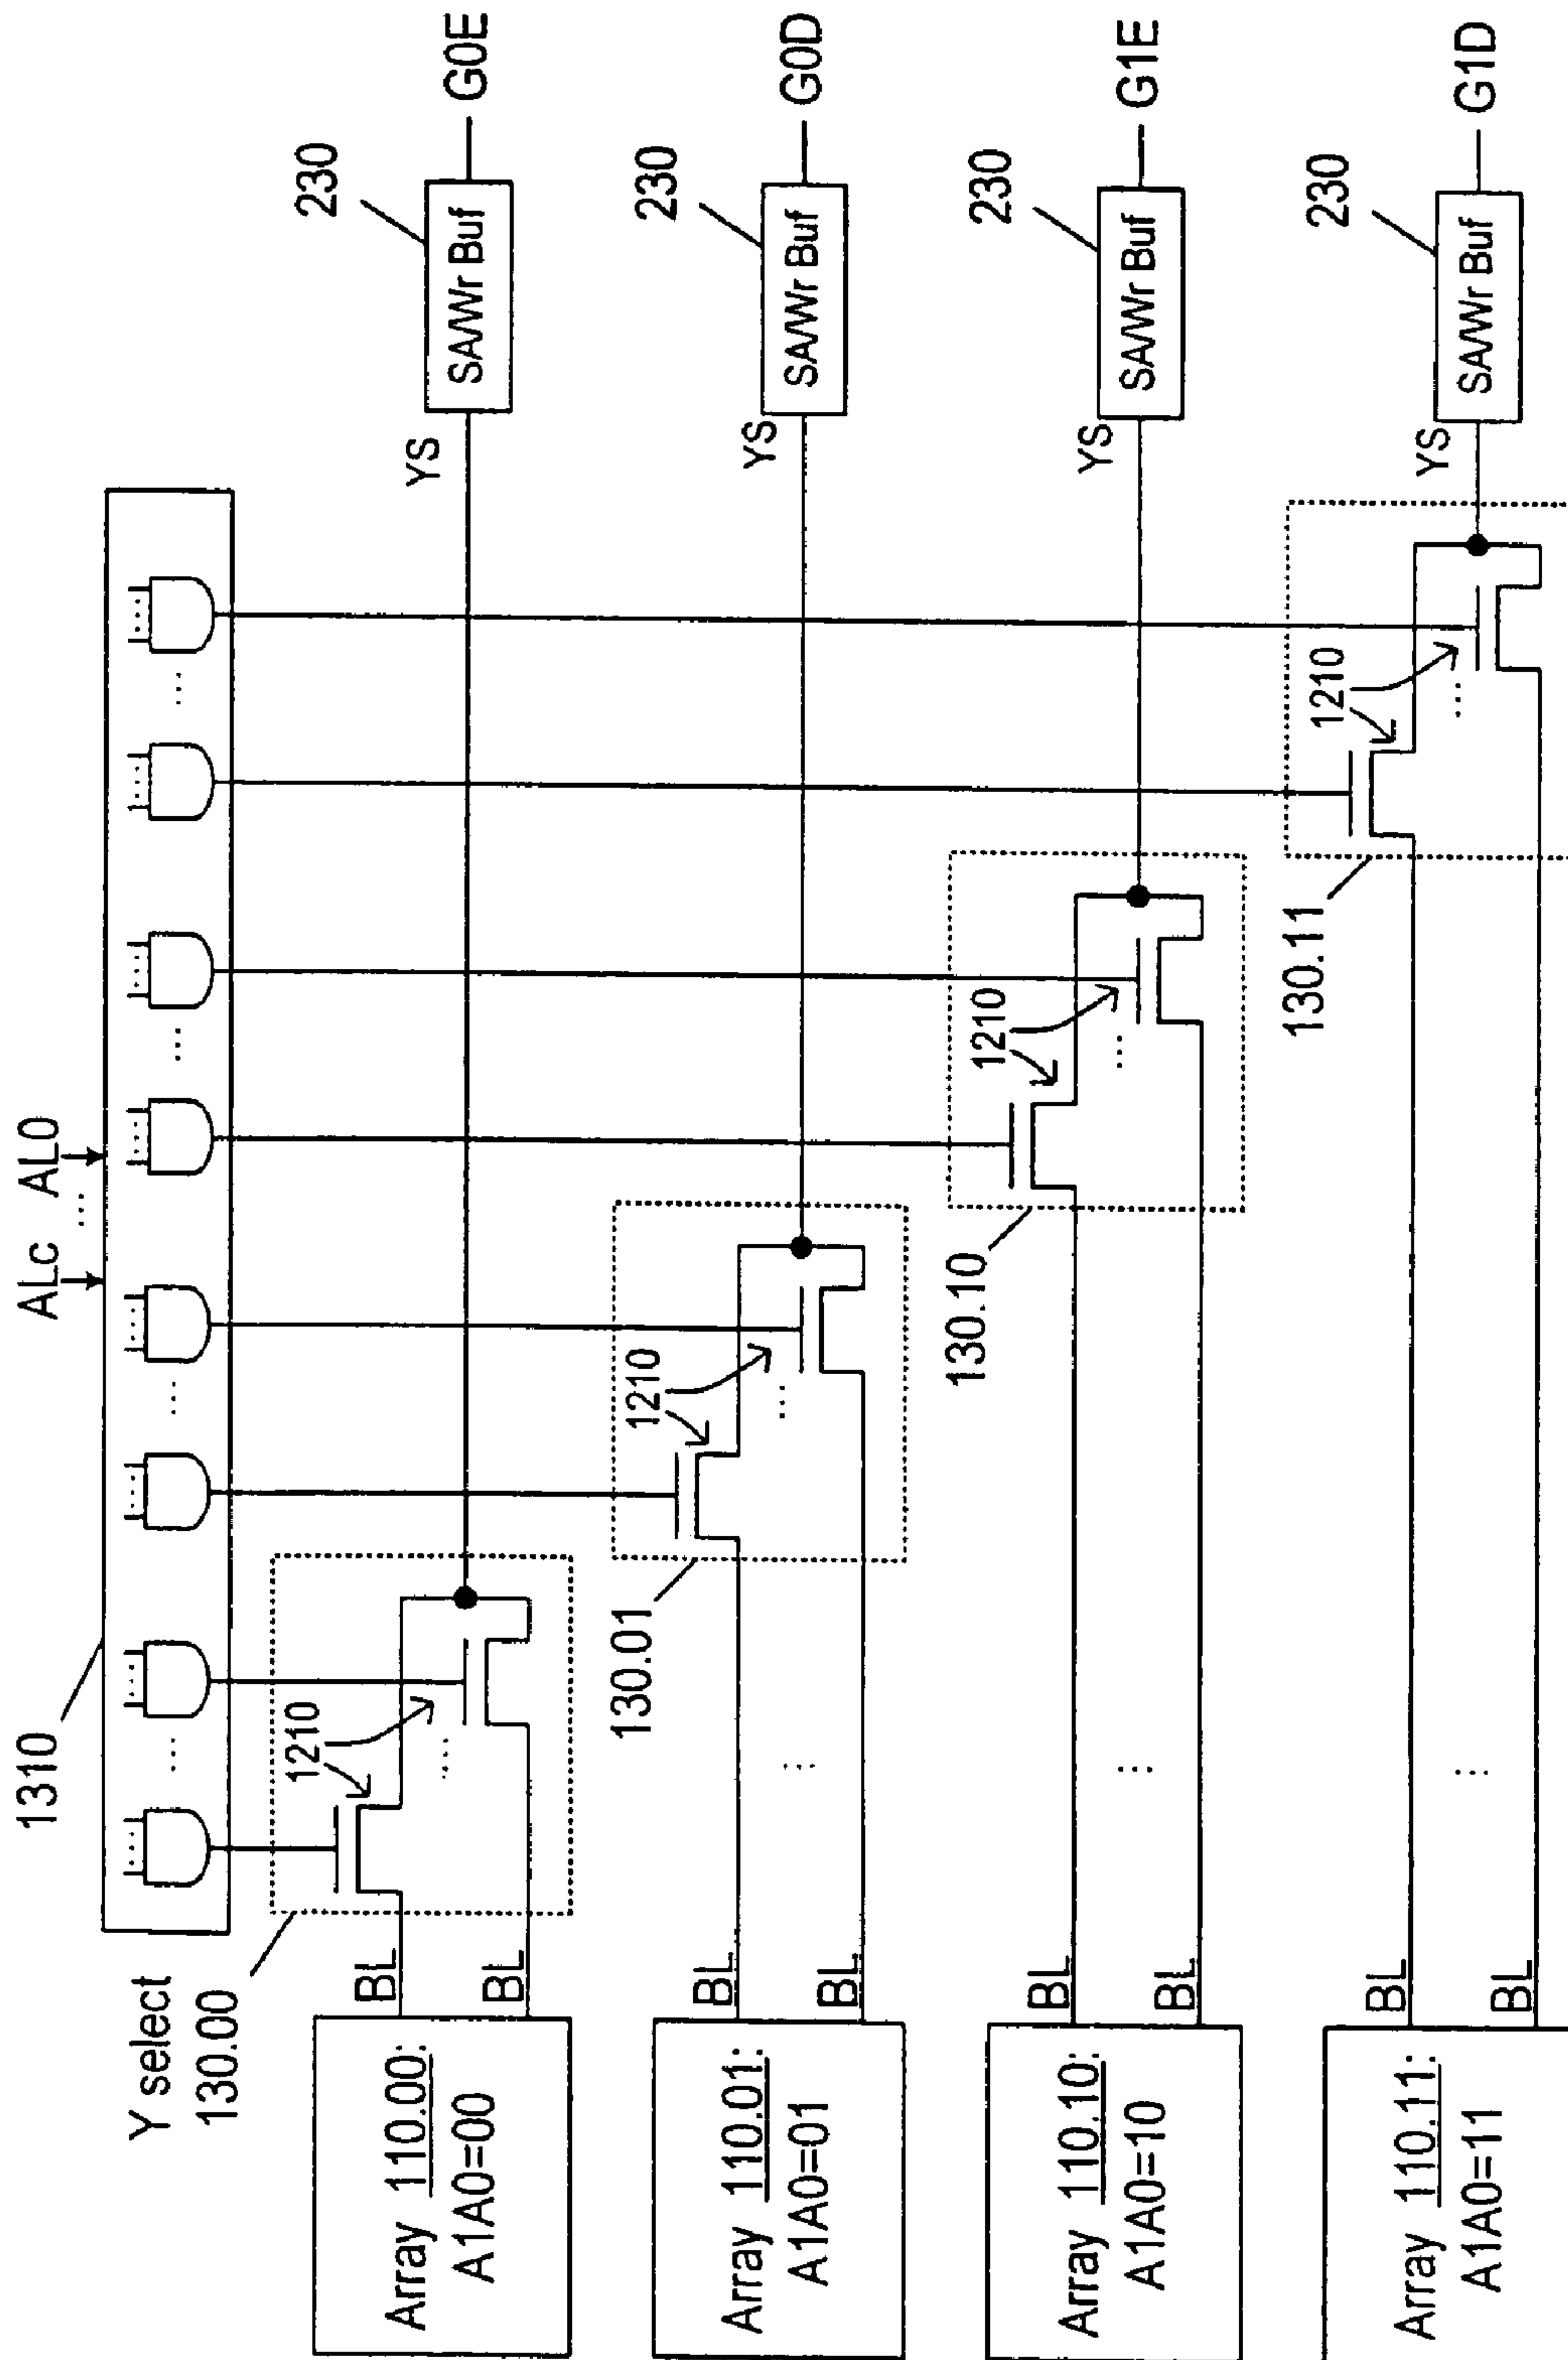 1310
ALc ... AL0
Y select
130.00
Array 110.00:
A1A0=00
BL
BL
1210
YS
SA/Wr Buf
230
G0E
Array 110.01:
A1A0=01
BL
BL
130.01
1210
YS
SA/Wr Buf
230
G0D
Array 110.10:
A1A0=10
BL
BL
130.10
1210
YS
SA/Wr Buf
230
G1E
Array 110.11:
A1A0=11
BL
BL
130.11
1210
YS
SA/Wr Buf
230
G1D